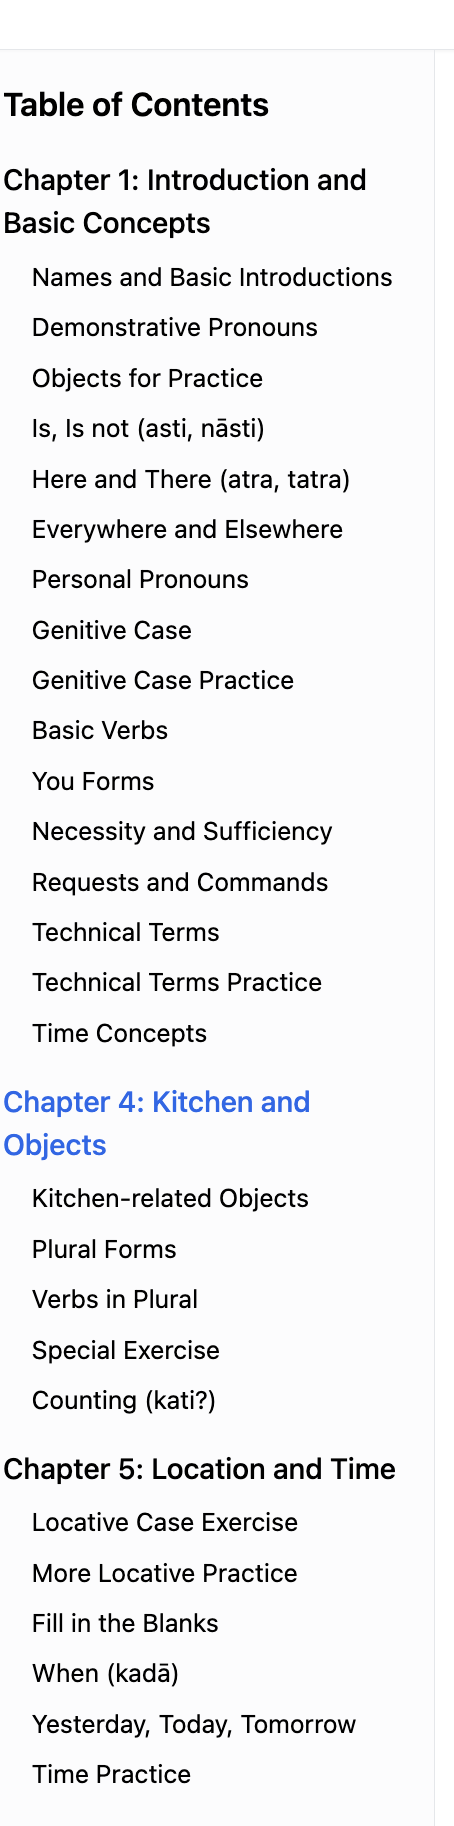 Table of Contents
Chapter 1: Introduction and
Basic Concepts
Names and Basic Introductions
Demonstrative Pronouns
Objects for Practice
Is, Is not (asti, nāsti)
Here and There (atra, tatra)
Everywhere and Elsewhere
Personal Pronouns
Genitive Case
Genitive Case Practice
Basic Verbs
You Forms
Necessity and Sufficiency
Requests and Commands
Technical Terms
Technical Terms Practice
Time Concepts
Chapter 4: Kitchen and
Objects
Kitchen-related Objects
Plural Forms
Verbs in Plural
Special Exercise
Counting (kati?)
Chapter 5: Location and Time
Locative Case Exercise
More Locative Practice
Fill in the Blanks
When (kadā)
Yesterday, Today, Tomorrow
Time Practice